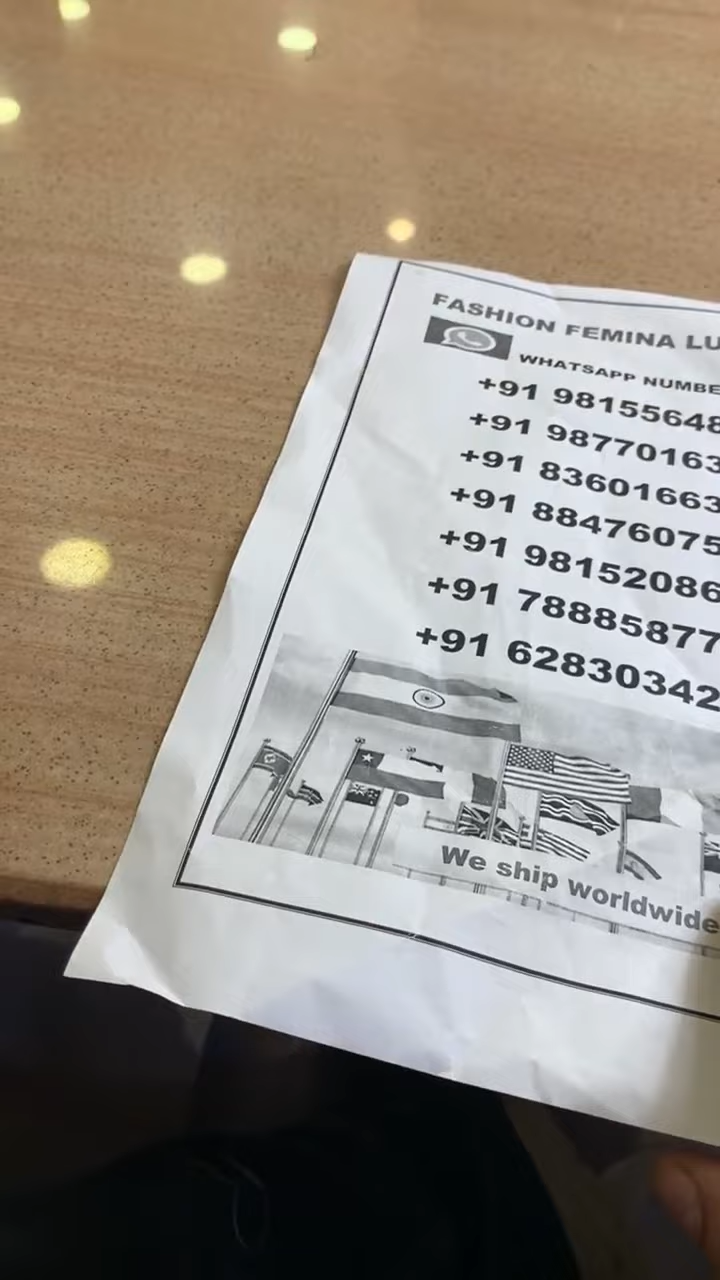 FASHION FEMINA LU
WHATSAPP NUMBE
+91 98155648
+91 98770163
+91 83601663
+91 88476075
+91 98152086
+91 78885877
+91 62830342
We ship worldwide